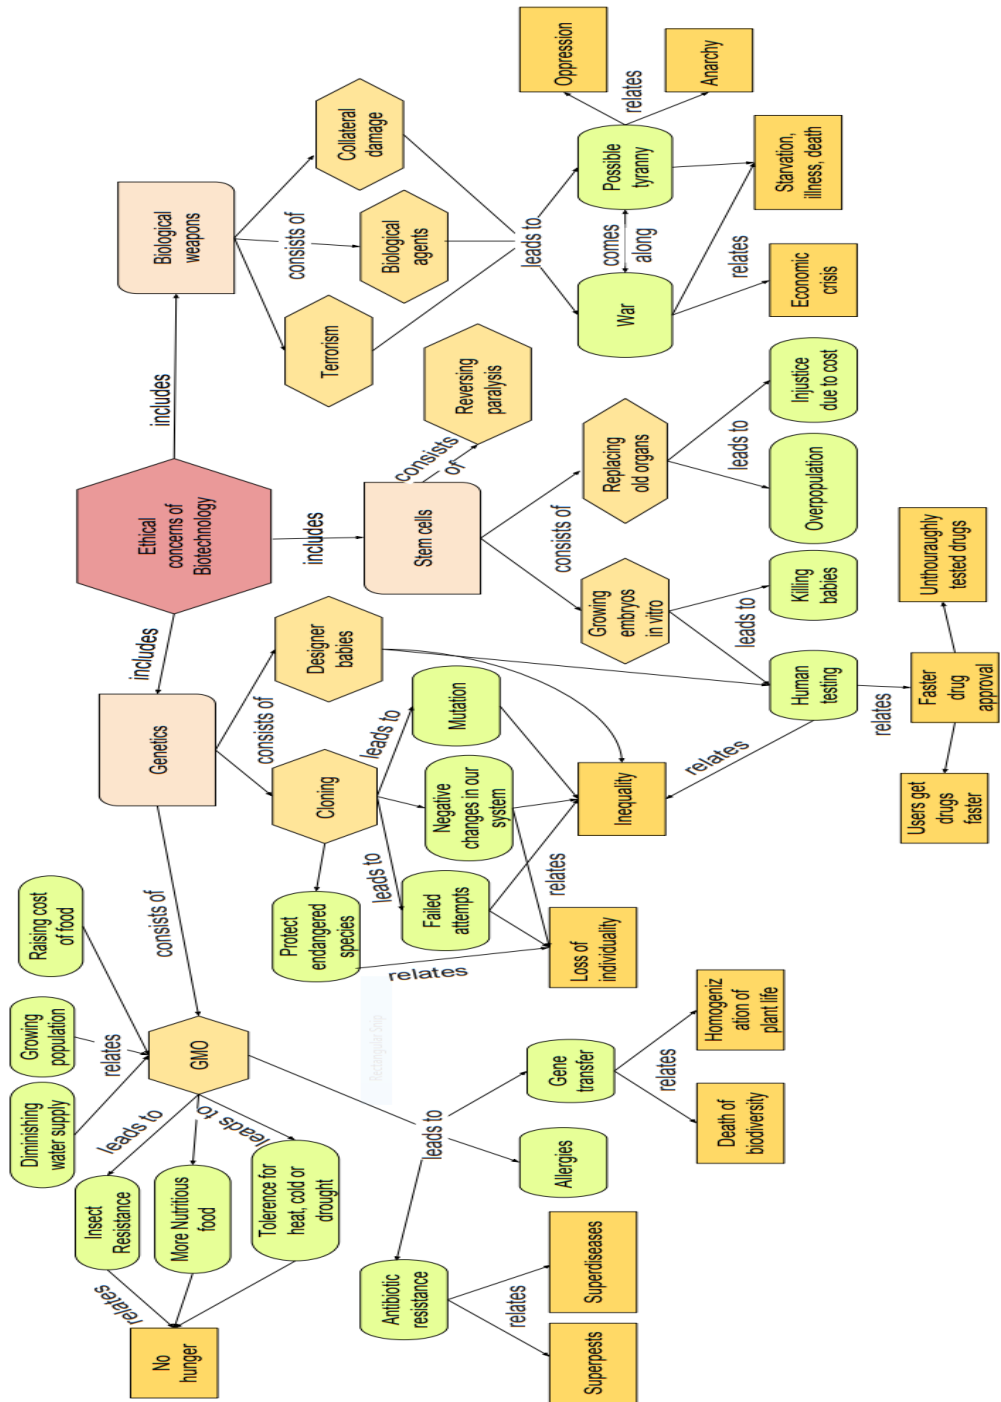 Ethical
concerns of
Biotechnology
includes
includes
includes
Genetics
Stem cells
Biological
weapons
consists of
consists of
consists
of
consists of
consists of
Raising cost
of food
Growing
population
Diminishing
water supply
relates
GMO
leads to
leads to
Insect
Resistance
More Nutritious
food
Tolerence for
heat, cold or
drought
relates
No
hunger
Cloning
Designer
babies
Protect
endangered
species
leads to
leads to
Failed
attempts
Negative
changes in our
system
Mutation
relates
relates
Loss of
individuality
Inequality
relates
Rectangular Snip
leads to
Antibiotic
resistance
Allergies
Gene
transfer
relates
Superpests
Superdiseases
relates
Death of
biodiversity
Homogeniz
ation of
plant life
Reversing
paralysis
Growing
embryos
in vitro
Replacing
old organs
leads to
leads to
Human
testing
Killing
babies
Overpopulation
Injustice
due to cost
relates
Faster
drug
approval
Users get
drugs
faster
Unthouraughly
tested drugs
Terrorism
Biological
agents
Collateral
damage
leads to
War
comes
along
Possible
tyranny
relates
relates
Economic
crisis
Starvation,
illness, death
Oppression
Anarchy